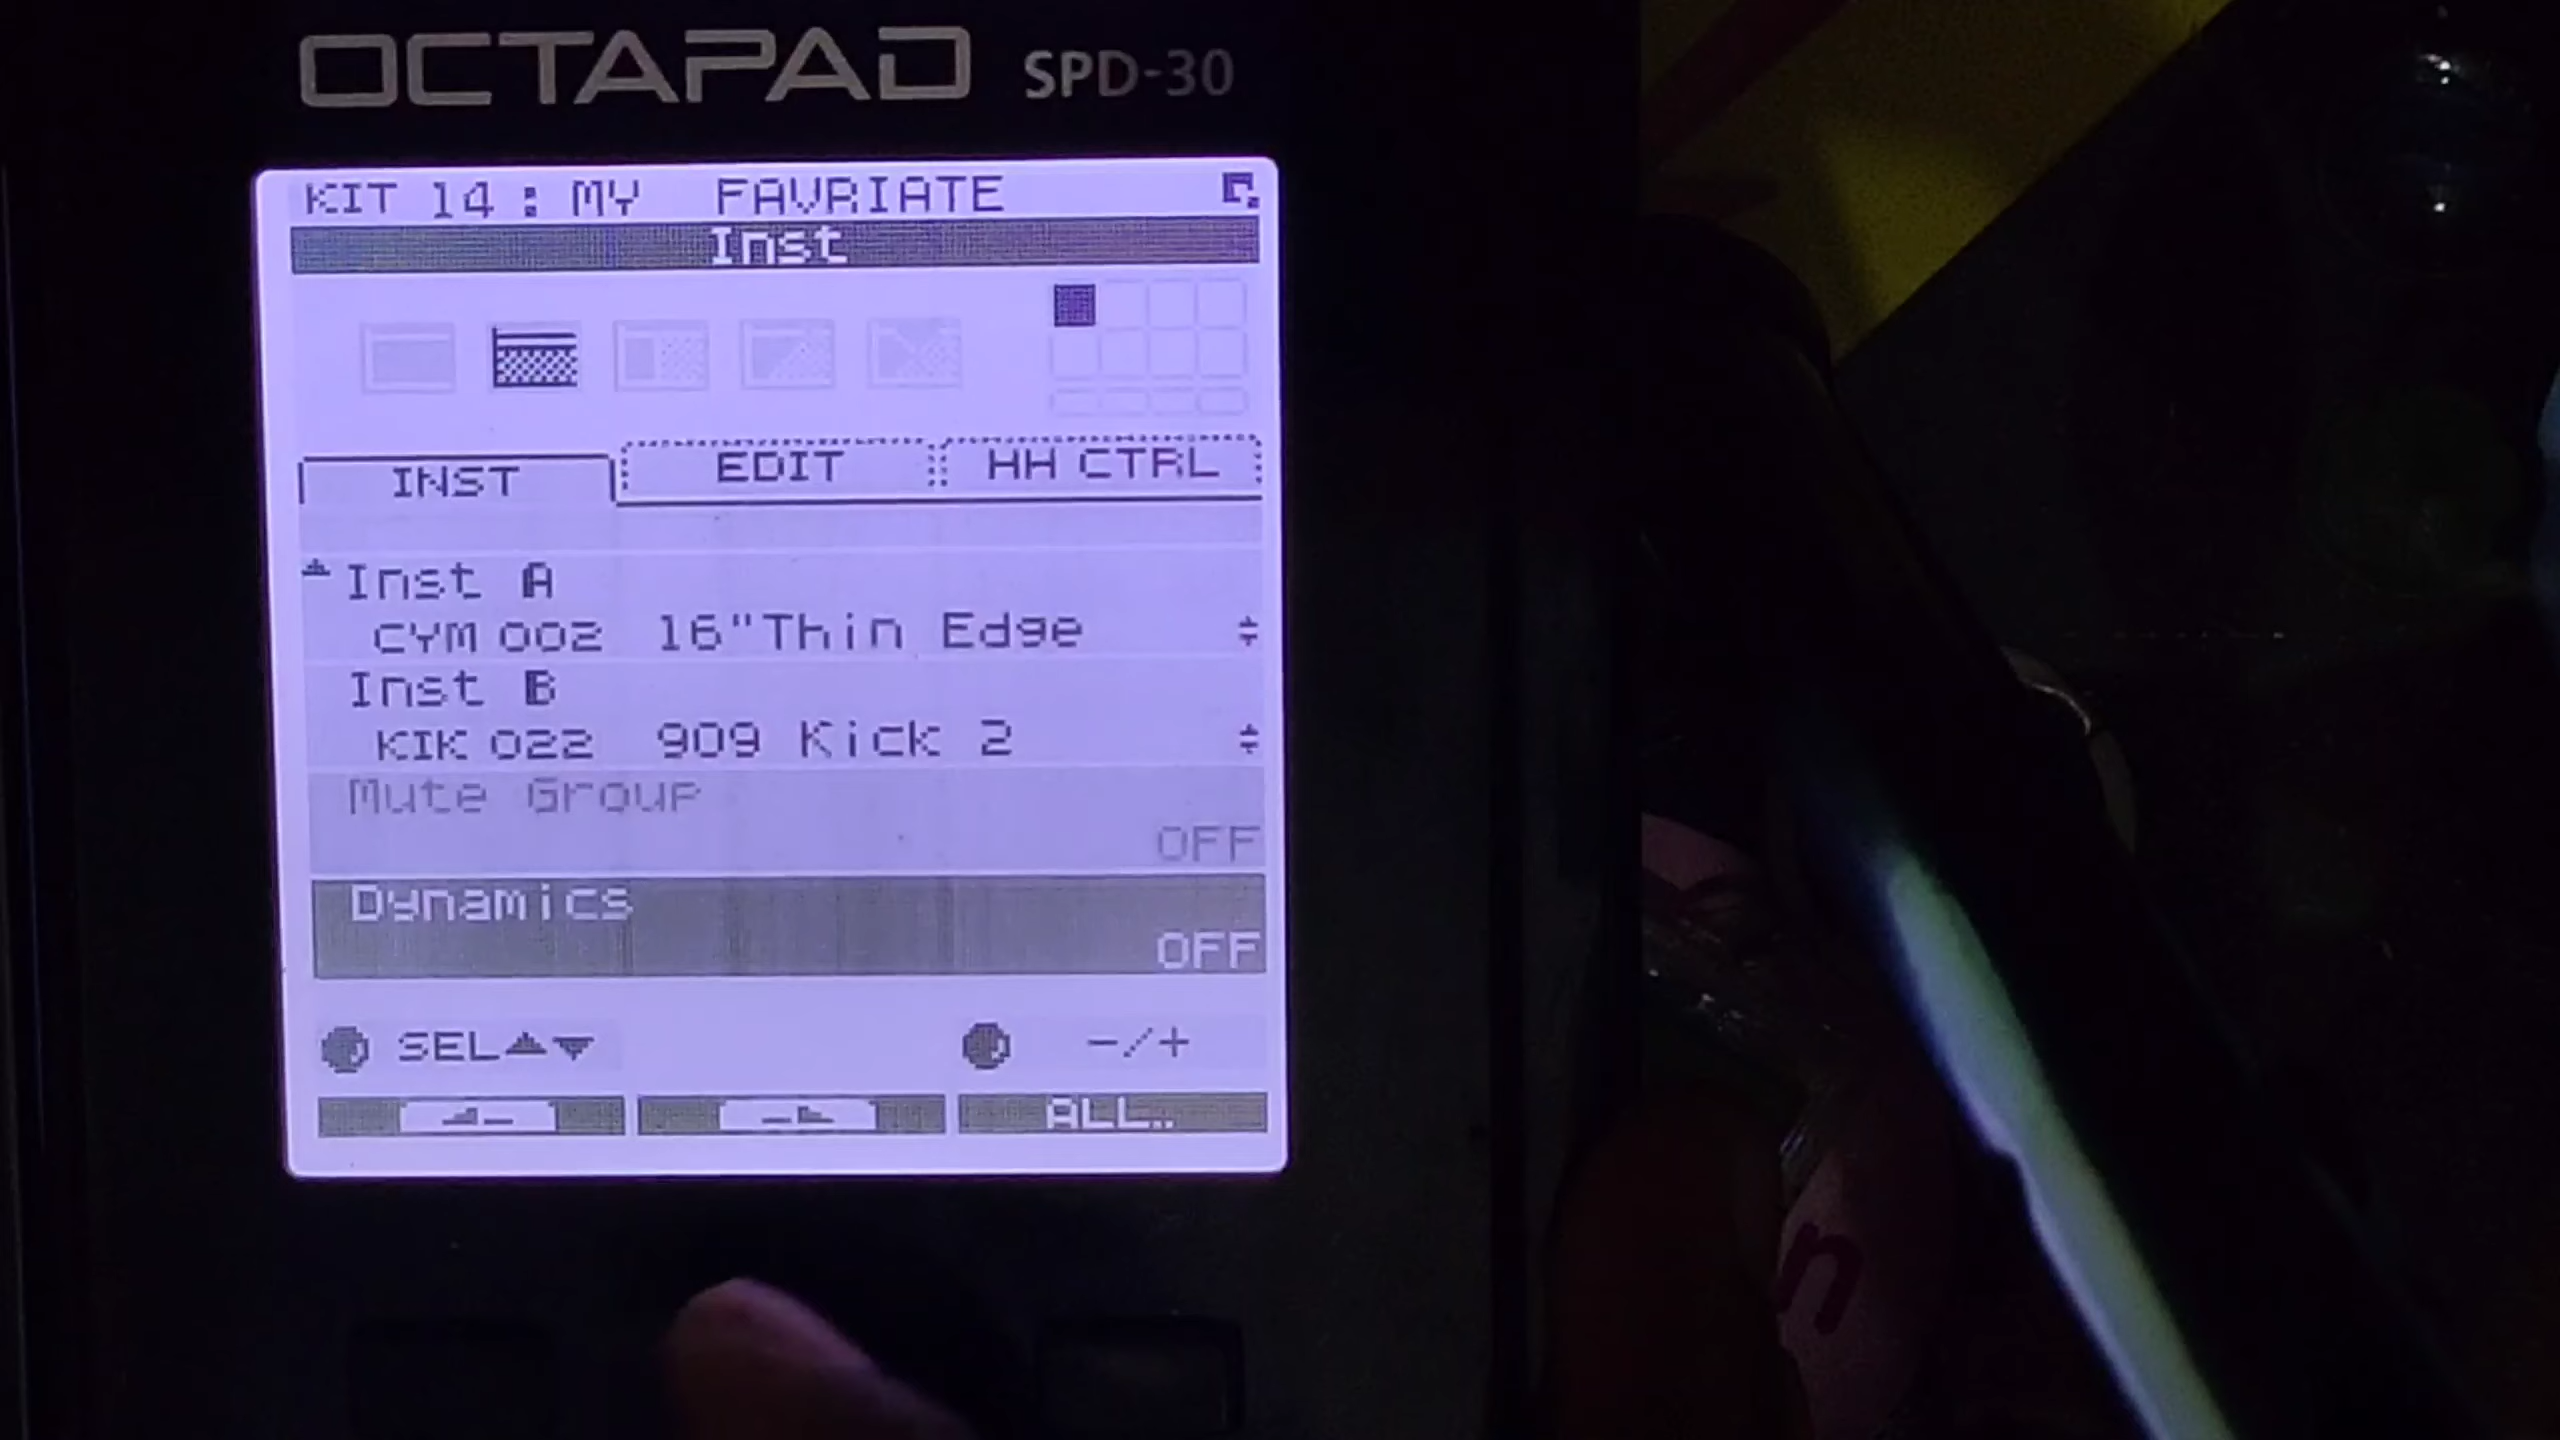 OCTAPAD SPD-30
KIT 14 : MY FAVRIATE
Inst
INST EDIT HH CTRL
Inst A
CYM 002 16"Thin Edge
Inst B
KIK 022 909 Kick 2
Mute Group
OFF
Dynamics
OFF
SEL▲▼ -/+
ALL..
n